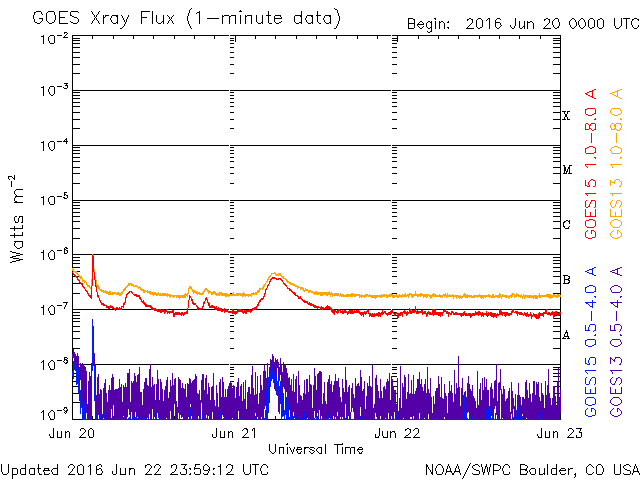 GOES Xray Flux (1-minute data)
Begin: 2016 Jun 20 0000 UTC
10-2
10-3
10-4
10-5
10-6
10-7
10-8
10-9
Watts m-2
X
M
C
B
A
GOES15 1.0-8.0 A
GOES13 1.0-8.0 A
GOES15 0.5-4.0 A
GOES13 0.5-4.0 A
Jun 20
Jun 21
Jun 22
Jun 23
Universal Time
Updated 2016 Jun 22 23:59:12 UTC
NOAA/SWPC Boulder, CO USA